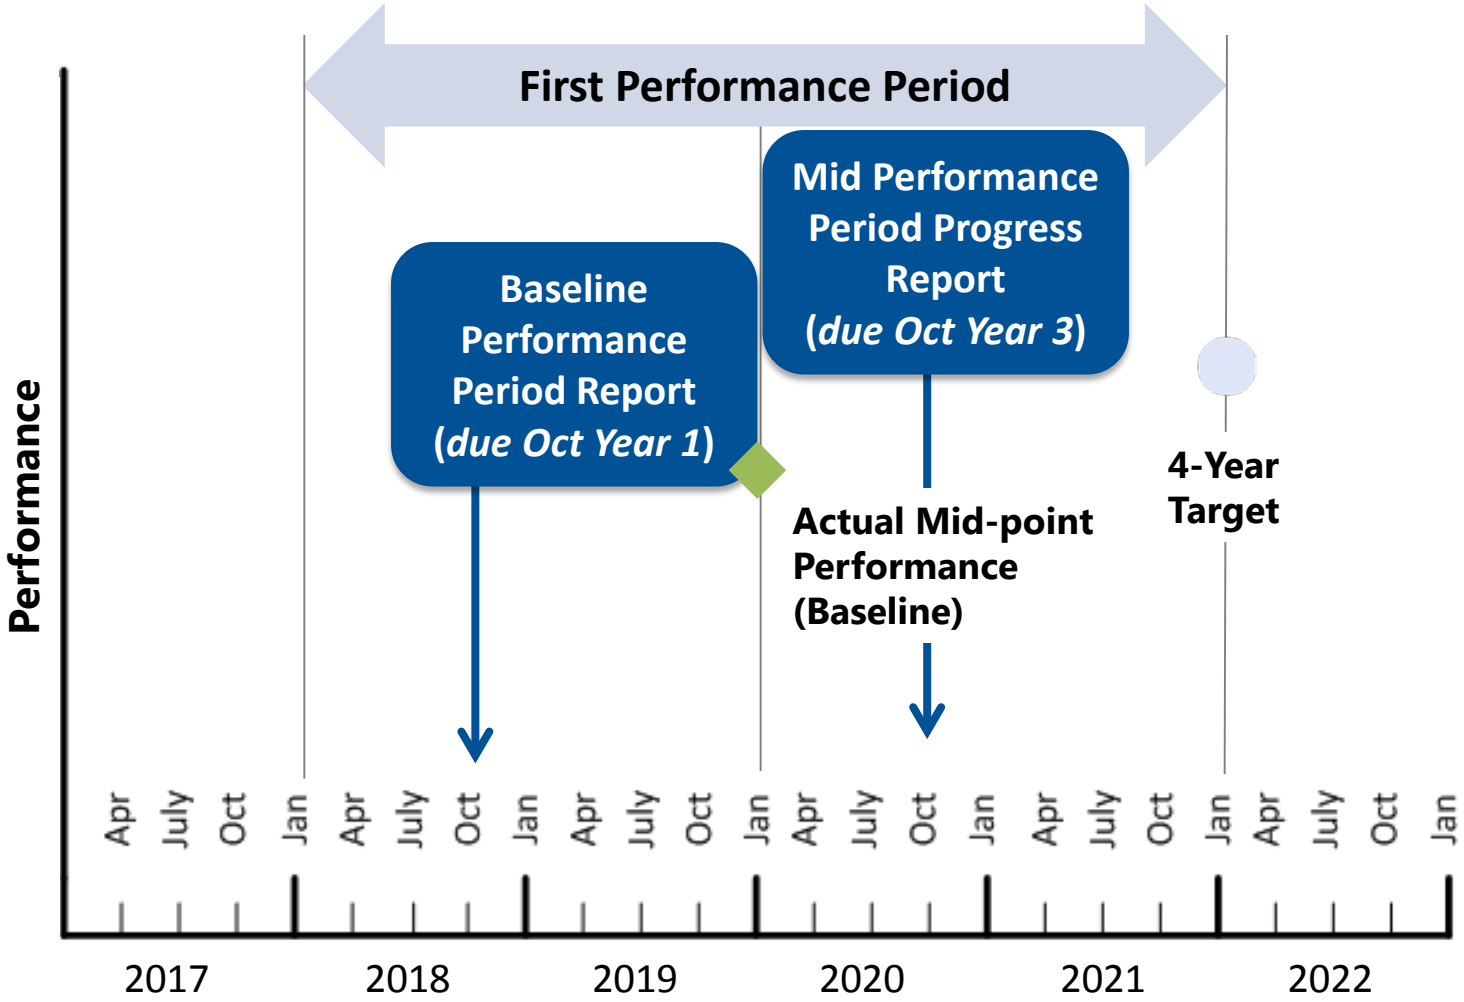 First Performance Period
Mid Performance
Period Progress
Report
(due Oct Year 3)
Baseline
Performance
Period Report
(due Oct Year 1)
4-Year
Target
Actual Mid-point
Performance
(Baseline)
Performance
Apr July Oct Jan Apr July Oct Jan Apr July Oct Jan Apr July Oct Jan Apr July Oct Jan Apr July Oct Jan
2017 2018 2019 2020 2021 2022